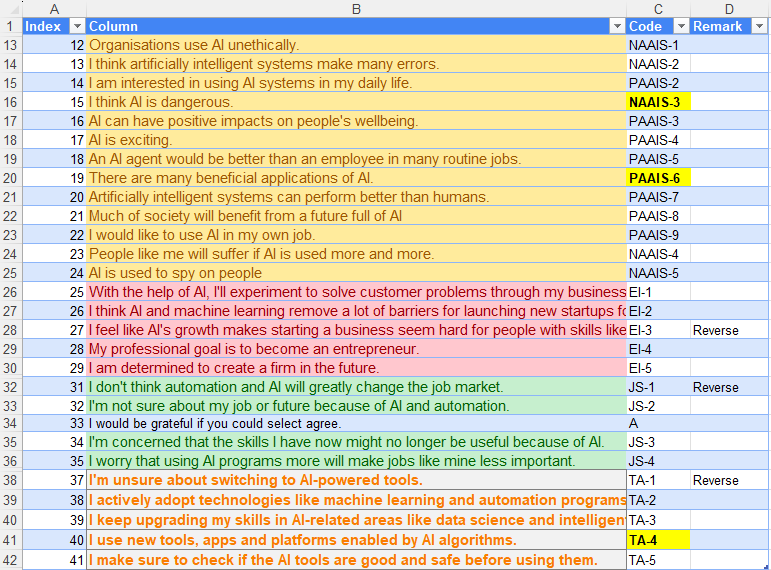 A B C D
1 Index Column Code Remark
13 12 Organisations use AI unethically. NAAIS-1
14 13 I think artificially intelligent systems make many errors. NAAIS-2
15 14 I am interested in using AI systems in my daily life. PAAIS-2
16 15 I think AI is dangerous. NAAIS-3
17 16 AI can have positive impacts on people's wellbeing. PAAIS-3
18 17 AI is exciting. PAAIS-4
19 18 An AI agent would be better than an employee in many routine jobs. PAAIS-5
20 19 There are many beneficial applications of AI. PAAIS-6
21 20 Artificially intelligent systems can perform better than humans. PAAIS-7
22 21 Much of society will benefit from a future full of AI PAAIS-8
23 22 I would like to use AI in my own job. PAAIS-9
24 23 People like me will suffer if AI is used more and more. NAAIS-4
25 24 AI is used to spy on people NAAIS-5
26 25 With the help of AI, I'll experiment to solve customer problems through my business EI-1
27 26 I think AI and machine learning remove a lot of barriers for launching new startups fo EI-2
28 27 I feel like AI's growth makes starting a business seem hard for people with skills like EI-3 Reverse
29 28 My professional goal is to become an entrepreneur. EI-4
30 29 I am determined to create a firm in the future. EI-5
32 31 I don't think automation and AI will greatly change the job market. JS-1 Reverse
33 32 I'm not sure about my job or future because of AI and automation. JS-2
34 33 I would be grateful if you could select agree. A
35 34 I'm concerned that the skills I have now might no longer be useful because of AI. JS-3
36 35 I worry that using AI programs more will make jobs like mine less important. JS-4
38 37 I'm unsure about switching to AI-powered tools. TA-1 Reverse
39 38 I actively adopt technologies like machine learning and automation programs TA-2
40 39 I keep upgrading my skills in AI-related areas like data science and intelligen TA-3
41 40 I use new tools, apps and platforms enabled by AI algorithms. TA-4
42 41 I make sure to check if the AI tools are good and safe before using them. TA-5